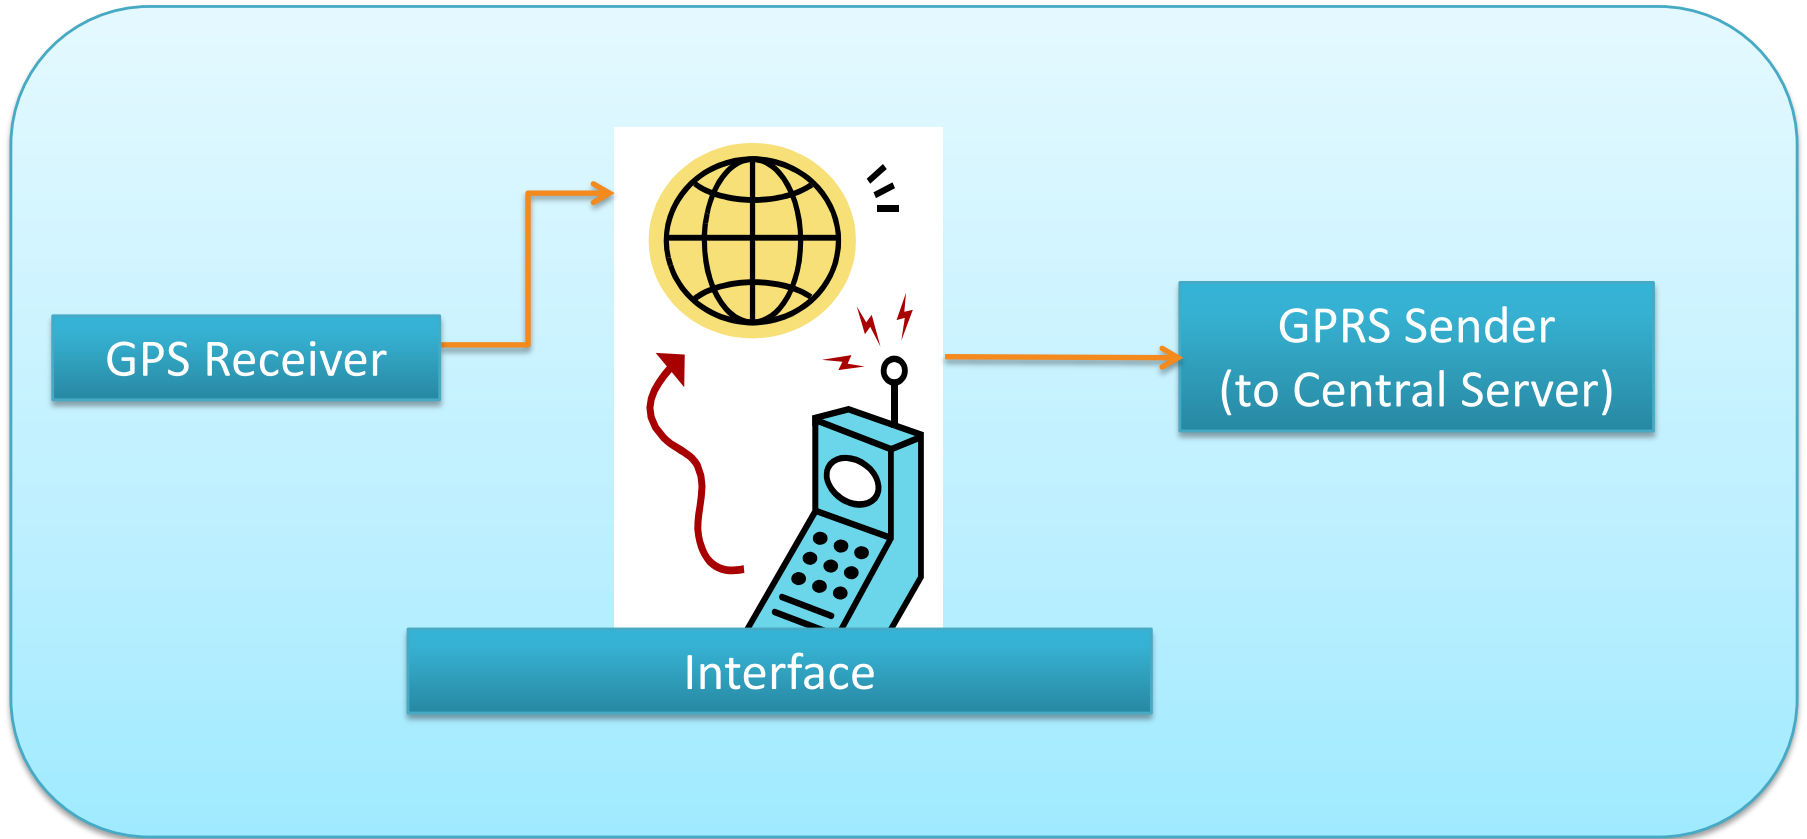 GPS Receiver
GPRS Sender
(to Central Server)
Interface